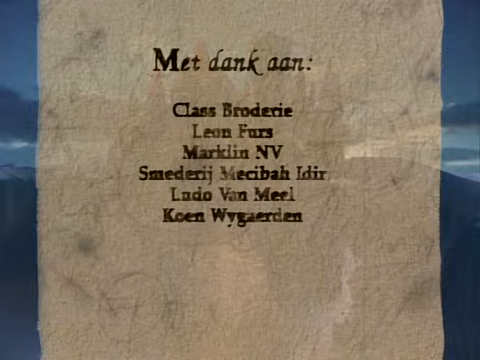 Met dank aan:
Class Broderie
Leon Furs
Marklin NV
Smederij Mecibah Idir
Ludo Van Meel
Koen Wygaerden